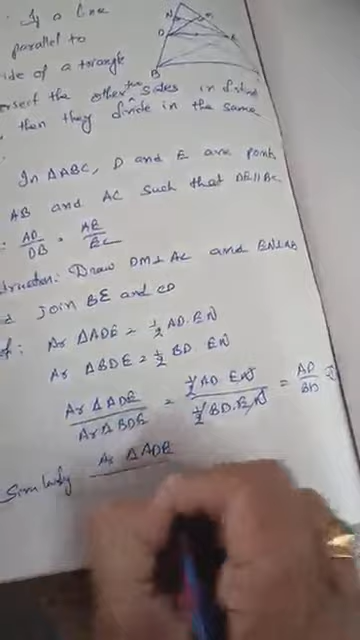 If a line
parallel to
side of a triangle
the other two sides in
then they divide in the same
In ΔABC, D and E are points
AB and AC such that DE||BC
AD/DB = AE/EC
Draw DM⊥AC and EN⊥AB
join BE and CD
Ar ΔADE = 1/2 AD. EN
Ar ΔBDE = 1/2 BD. EN
Ar ΔADE / Ar ΔBDE = 1/2 AD. EN / 1/2 BD. EN = AD / BD
Similarly Ar ΔADE
N
M
D
E
B